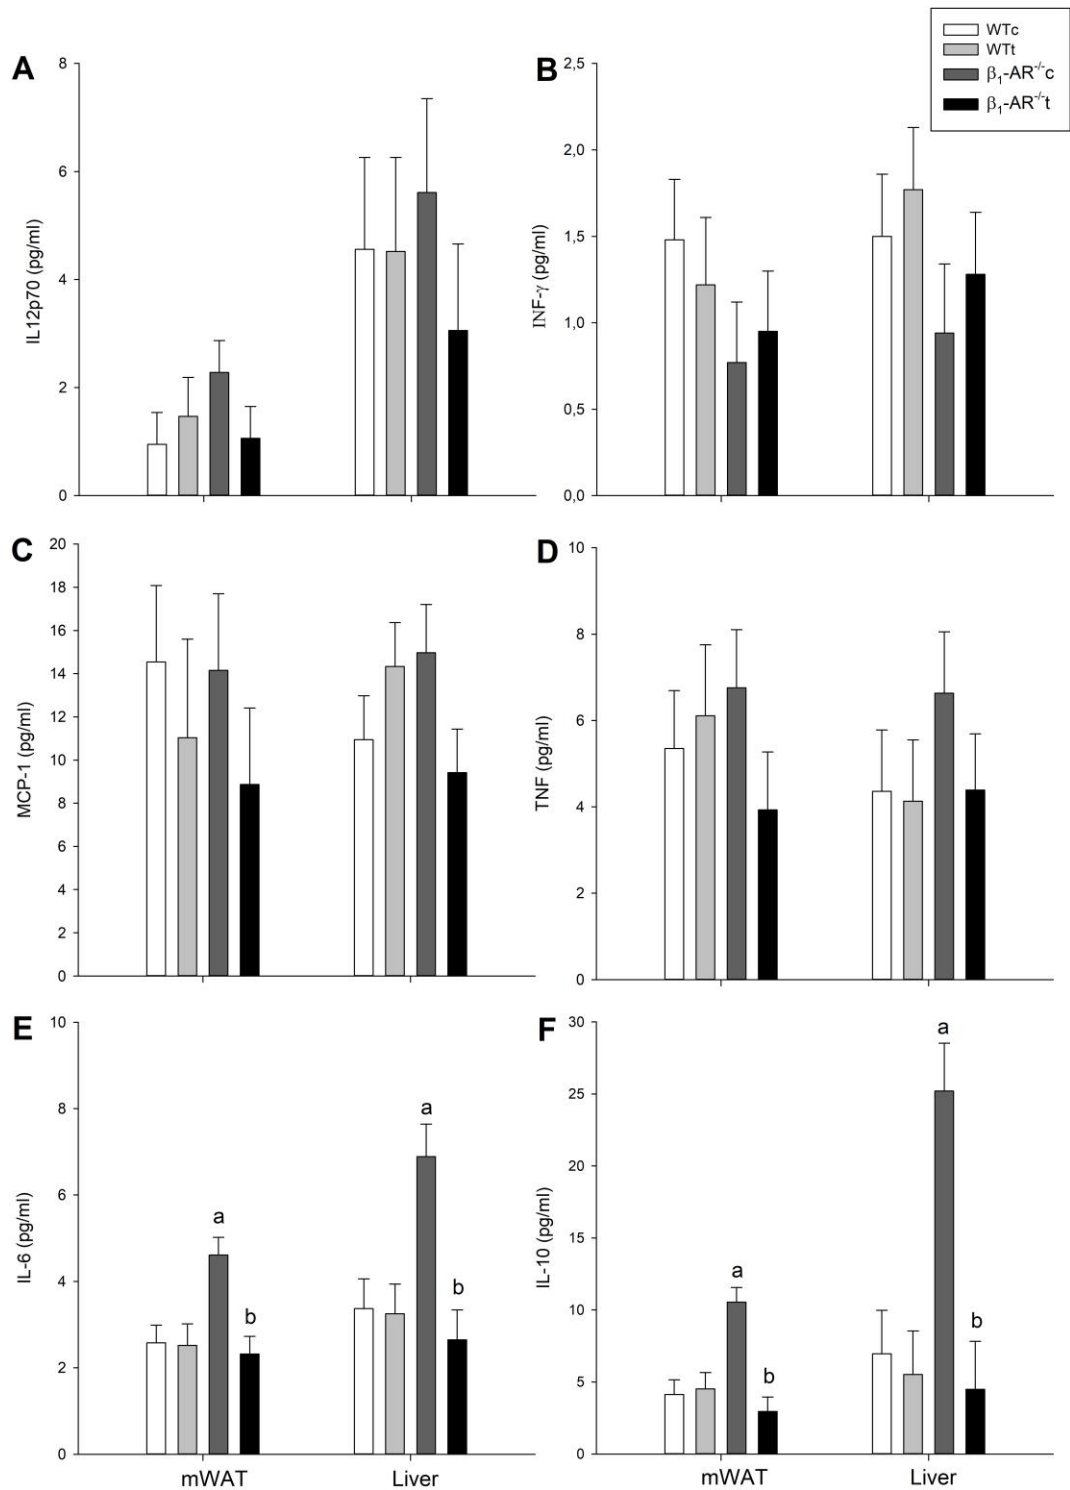 WTc
WTt
β₁-AR⁻/⁻c
β₁-AR⁻/⁻t
A
8
6
4
2
0
IL12p70 (pg/ml)
B
2,5
2,0
1,5
1,0
0,5
0,0
INF-γ (pg/ml)
C
20
18
16
14
12
10
8
6
4
2
0
MCP-1 (pg/ml)
D
10
8
6
4
2
0
TNF (pg/ml)
E
10
8
6
4
2
0
IL-6 (pg/ml)
a
b
a
b
mWAT
Liver
F
30
25
20
15
10
5
0
IL-10 (pg/ml)
a
b
a
b
mWAT
Liver